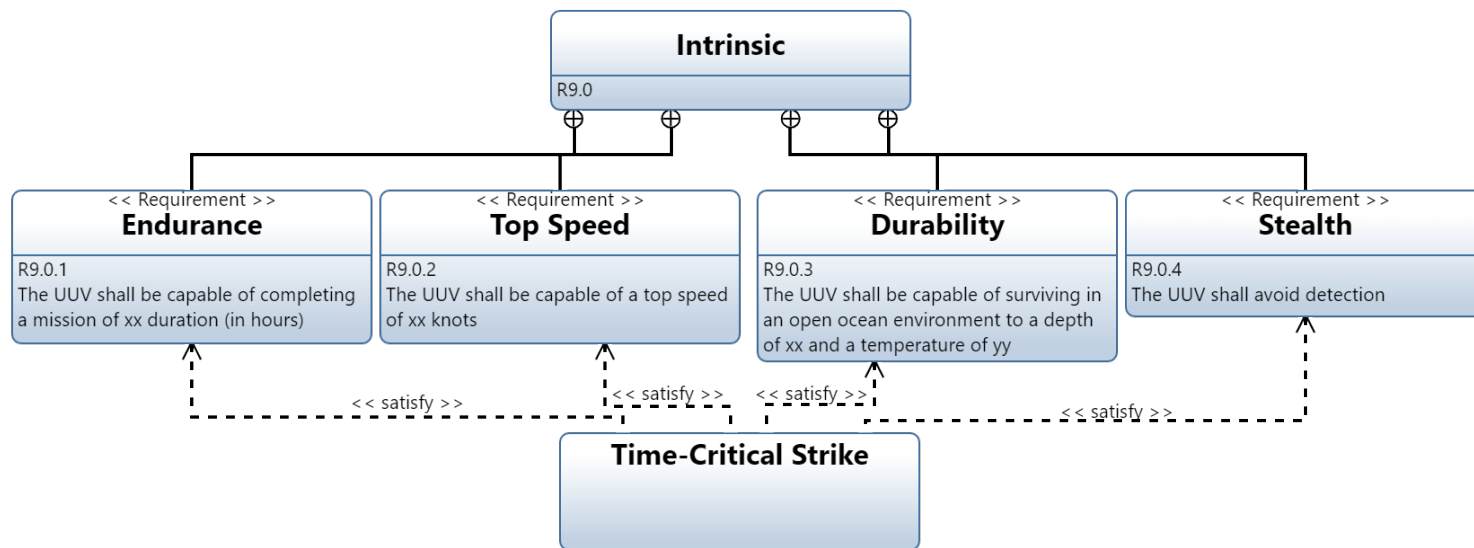 Intrinsic
R9.0
<< Requirement >>
Endurance
R9.0.1
The UUV shall be capable of completing
a mission of xx duration (in hours)
<< Requirement >>
Top Speed
R9.0.2
The UUV shall be capable of a top speed
of xx knots
<< Requirement >>
Durability
R9.0.3
The UUV shall be capable of surviving in
an open ocean environment to a depth
of xx and a temperature of yy
<< Requirement >>
Stealth
R9.0.4
The UUV shall avoid detection
<< satisfy >>
<< satisfy >>
<< satisfy >>
<< satisfy >>
Time-Critical Strike